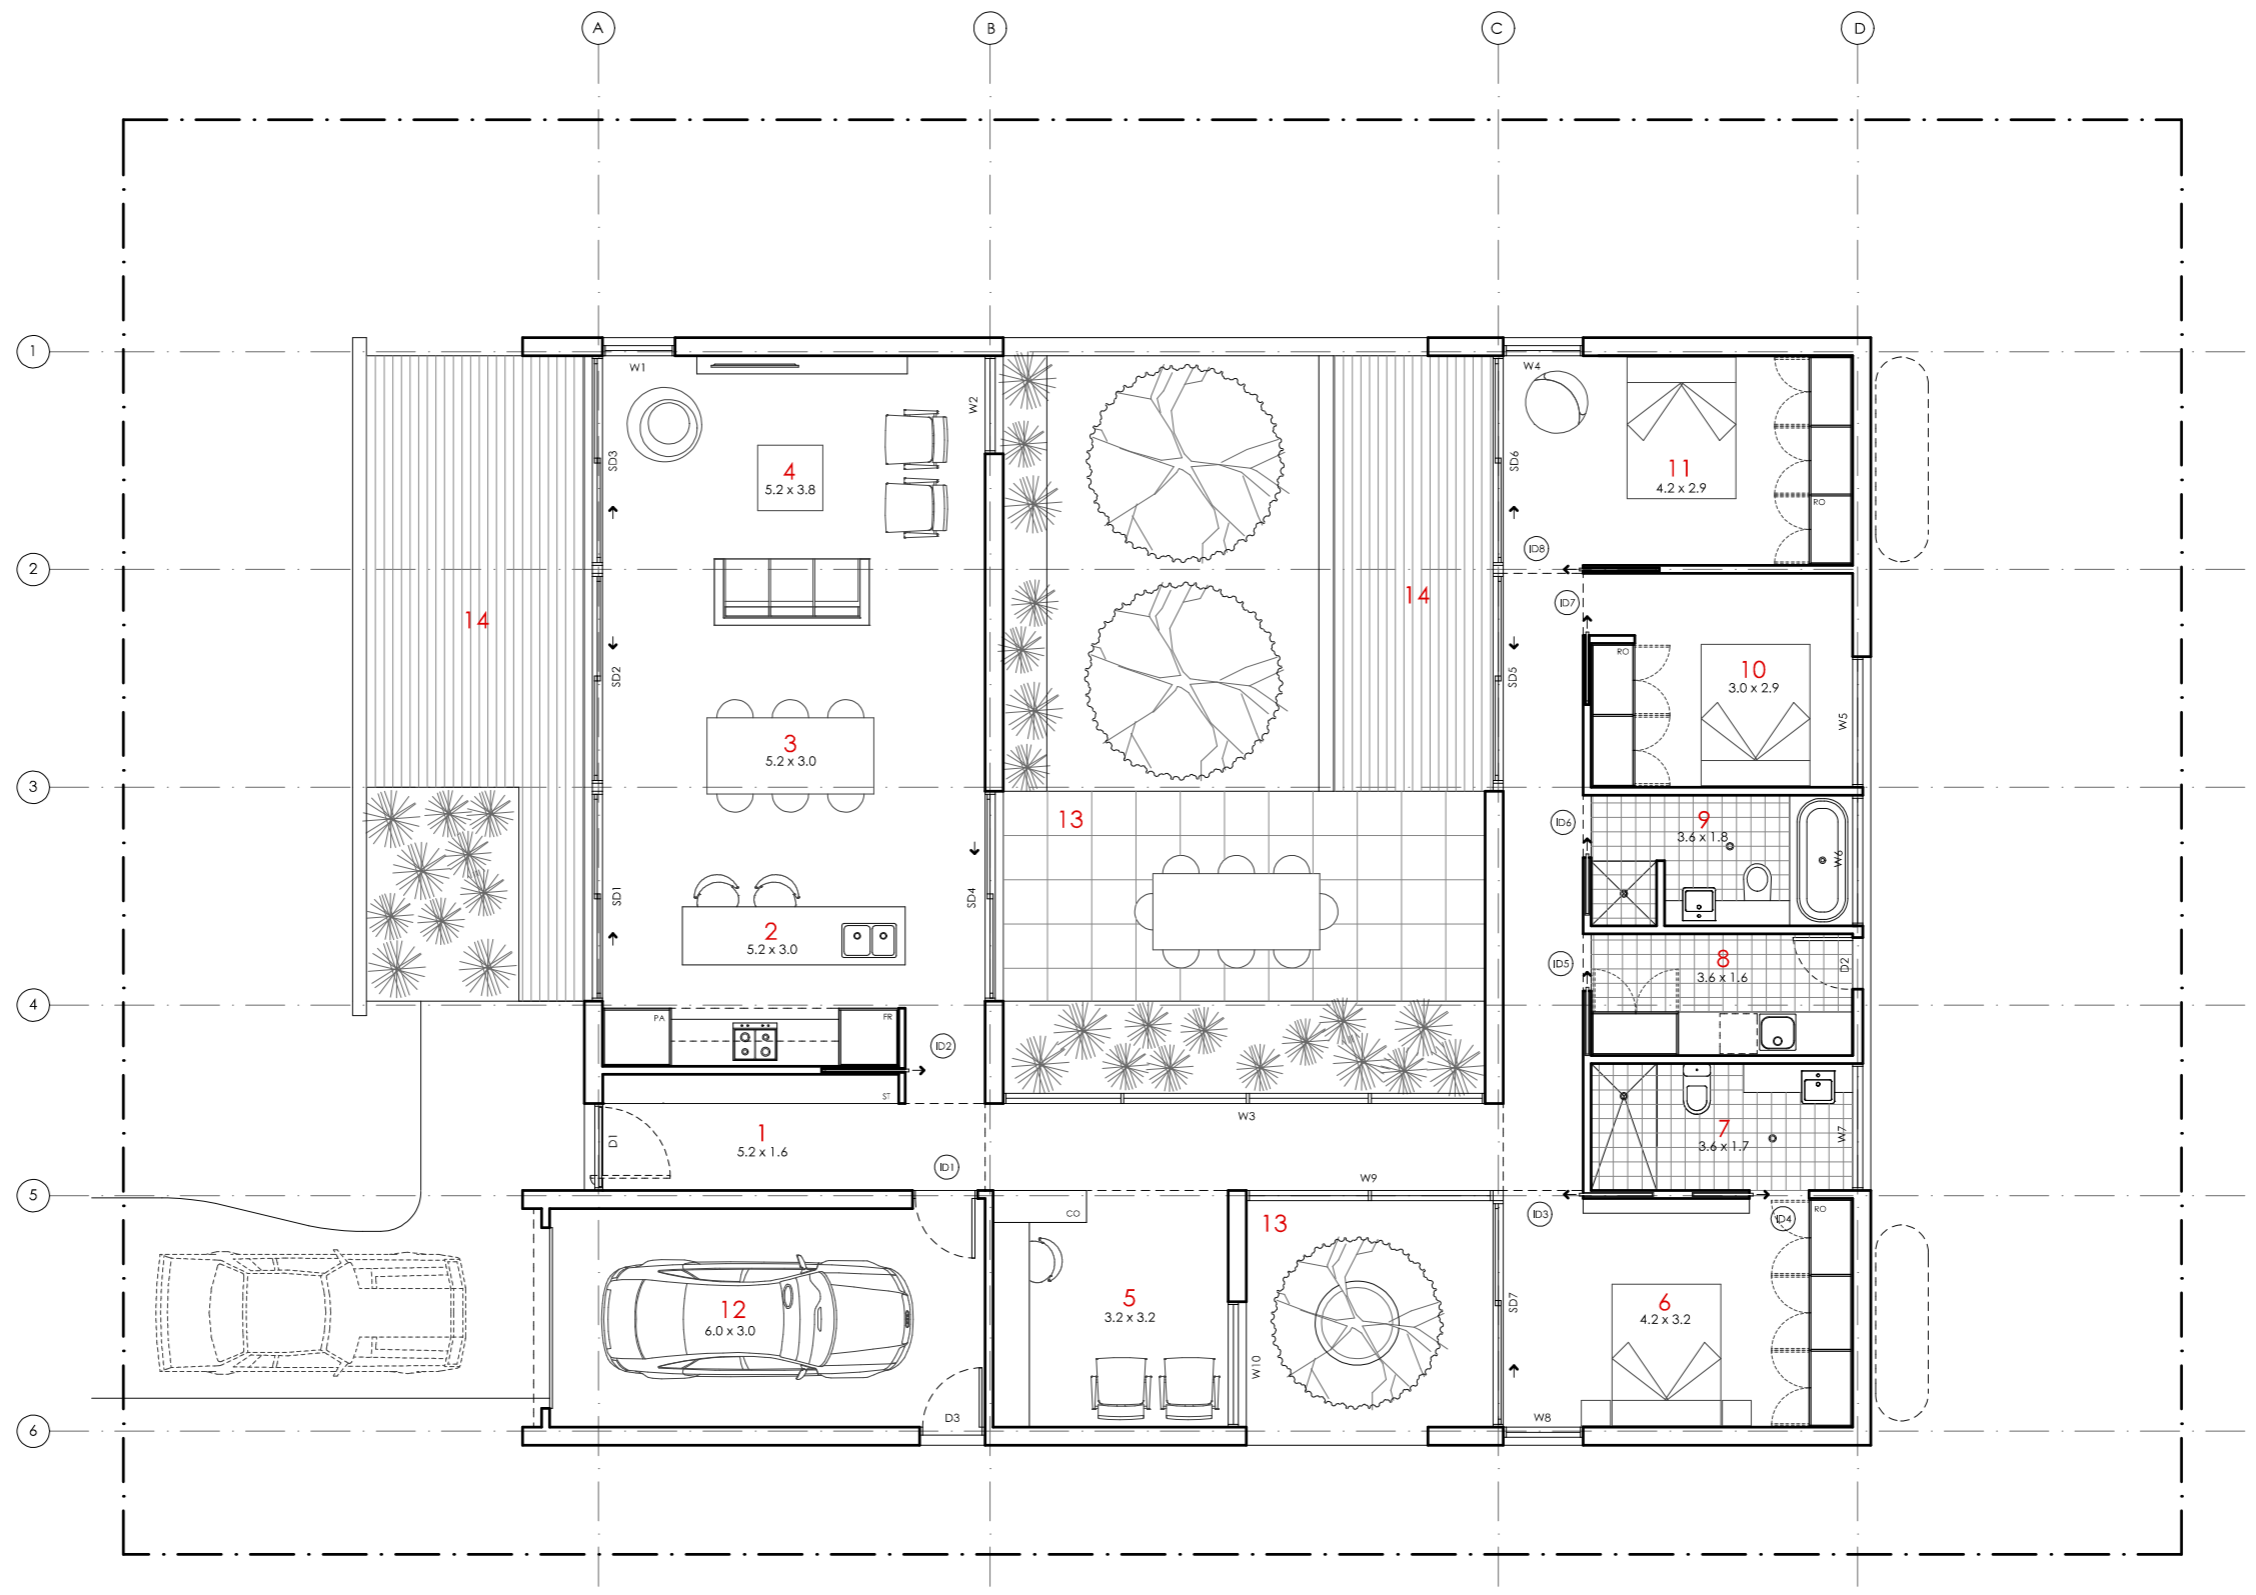 A
B
C
D
1
2
3
4
5
6
W1
W2
W4
SD3
4
5.2 x 3.8
SD6
11
4.2 x 2.9
RO
ID8
14
14
ID7
SD2
SD5
RO
10
3.0 x 2.9
W5
3
5.2 x 3.0
13
ID6
9
3.6 x 1.8
W6
SD1
SD4
2
5.2 x 3.0
ID5
8
3.6 x 1.6
D2
PA
FR
ID2
ST
W3
1
5.2 x 1.6
D1
ID1
7
3.6 x 1.7
W7
W9
CO
13
ID3
ID4
RO
12
6.0 x 3.0
5
3.2 x 3.2
SD7
6
4.2 x 3.2
W10
D3
W8